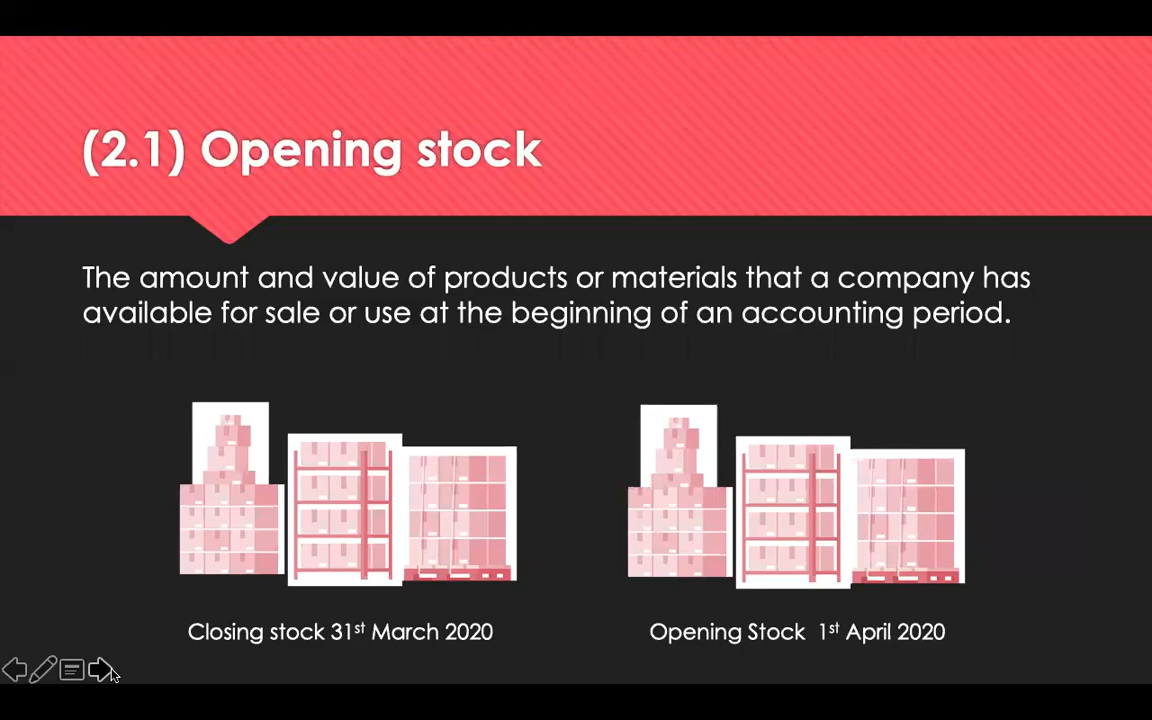 (2.1) Opening stock
The amount and value of products or materials that a company has
available for sale or use at the beginning of an accounting period.
Closing stock 31st March 2020
Opening Stock 1st April 2020